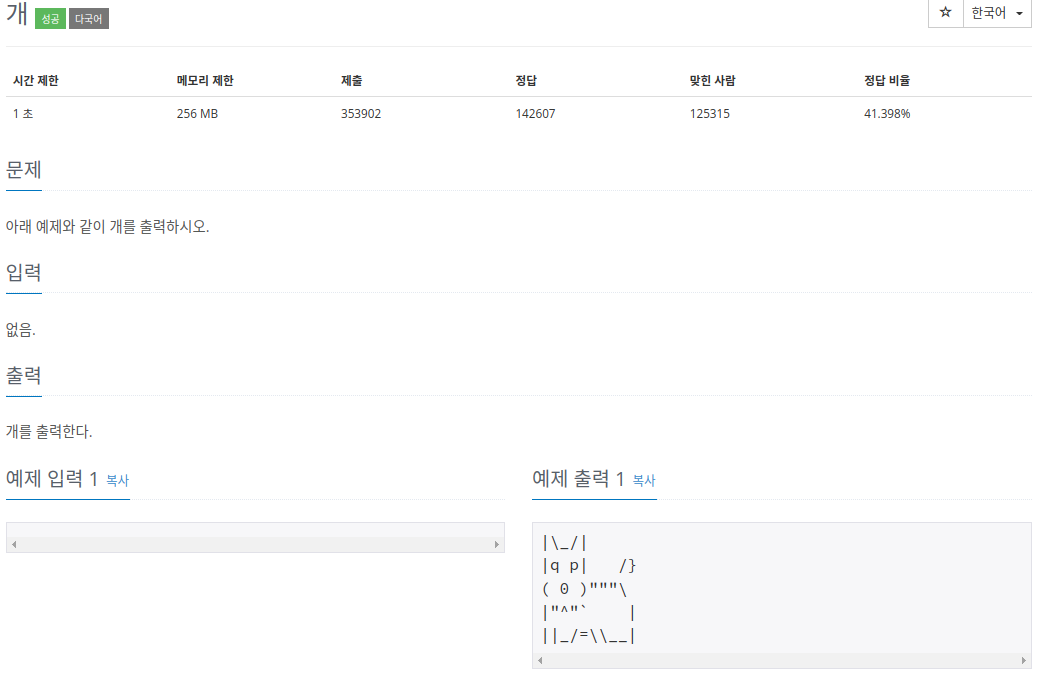 개 성공 다국어 ☆ 한국어
시간 제한 메모리 제한 제출 정답 맞힌 사람 정답 비율
1 초 256 MB 353902 142607 125315 41.398%
문제
아래 예제와 같이 개를 출력하시오.
입력
없음.
출력
개를 출력한다.
예제 입력 1 복사
예제 출력 1 복사
|\_/|
|q p|   /}
( 0 )"""\
|"^"`    |
||_/=\\__|